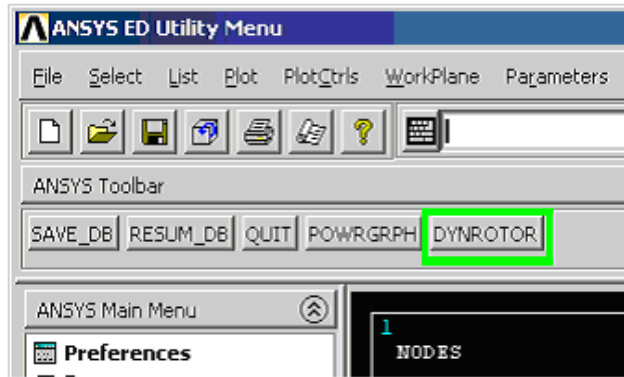 ANSYS ED Utility Menu
File Select List Plot PlotCtrls WorkPlane Parameters
ANSYS Toolbar
SAVE_DB RESUM_DB QUIT POWRGRPH DYNROTOR
ANSYS Main Menu
1
Preferences
NODES